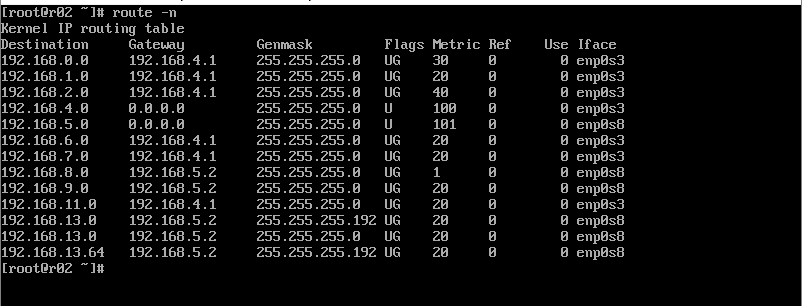 [root@r02 ~]# route -n
Kernel IP routing table
Destination     Gateway         Genmask         Flags Metric Ref    Use Iface
192.168.0.0     192.168.4.1     255.255.255.0   UG    30     0        0 enp0s3
192.168.1.0     192.168.4.1     255.255.255.0   UG    20     0        0 enp0s3
192.168.2.0     192.168.4.1     255.255.255.0   UG    40     0        0 enp0s3
192.168.4.0     0.0.0.0         255.255.255.0   U     100    0        0 enp0s3
192.168.5.0     0.0.0.0         255.255.255.0   U     101    0        0 enp0s8
192.168.6.0     192.168.4.1     255.255.255.0   UG    20     0        0 enp0s3
192.168.7.0     192.168.4.1     255.255.255.0   UG    20     0        0 enp0s3
192.168.8.0     192.168.5.2     255.255.255.0   UG    1      0        0 enp0s8
192.168.9.0     192.168.5.2     255.255.255.0   UG    20     0        0 enp0s8
192.168.11.0    192.168.4.1     255.255.255.0   UG    20     0        0 enp0s3
192.168.13.0    192.168.5.2     255.255.255.192 UG    20     0        0 enp0s8
192.168.13.0    192.168.5.2     255.255.255.0   UG    20     0        0 enp0s8
192.168.13.64   192.168.5.2     255.255.255.192 UG    20     0        0 enp0s8
[root@r02 ~]#